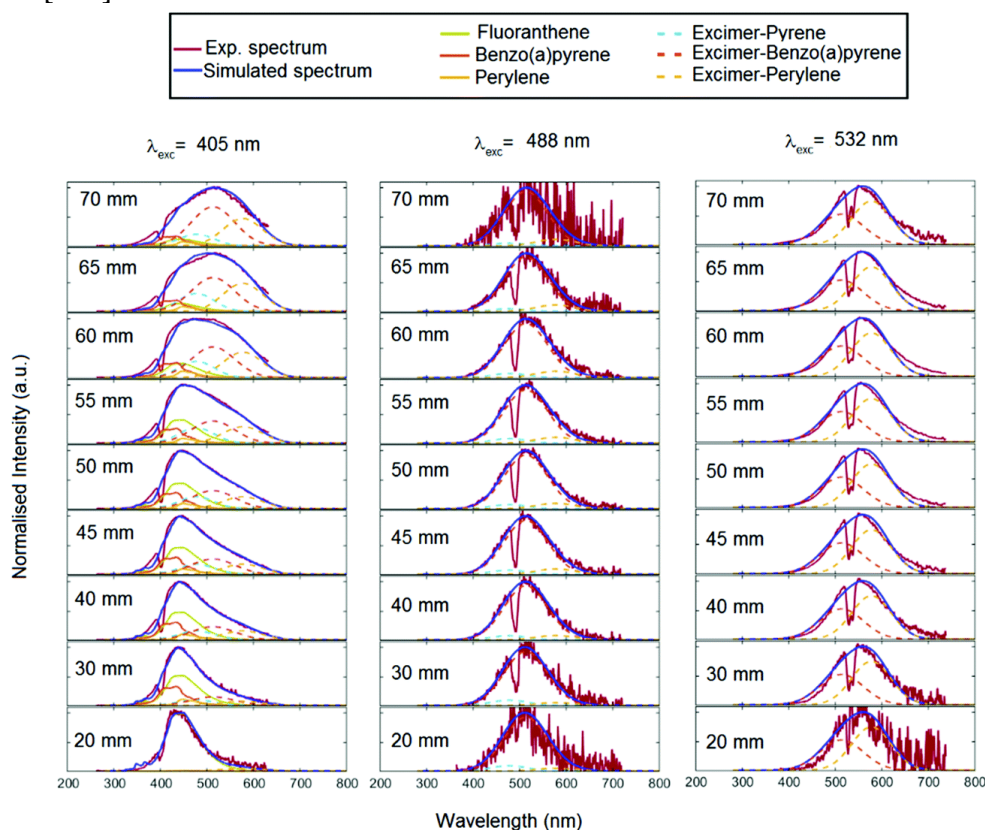 Exp. spectrum
Simulated spectrum
Fluoranthene
Benzo(a)pyrene
Perylene
Excimer-Pyrene
Excimer-Benzo(a)pyrene
Excimer-Perylene
λexc= 405 nm
λexc= 488 nm
λexc= 532 nm
Normalised Intensity (a.u.)
70 mm
65 mm
60 mm
55 mm
50 mm
45 mm
40 mm
30 mm
20 mm
200 300 400 500 600 700 800
70 mm
65 mm
60 mm
55 mm
50 mm
45 mm
40 mm
30 mm
20 mm
200 300 400 500 600 700 800
70 mm
65 mm
60 mm
55 mm
50 mm
45 mm
40 mm
30 mm
20 mm
200 300 400 500 600 700 800
Wavelength (nm)